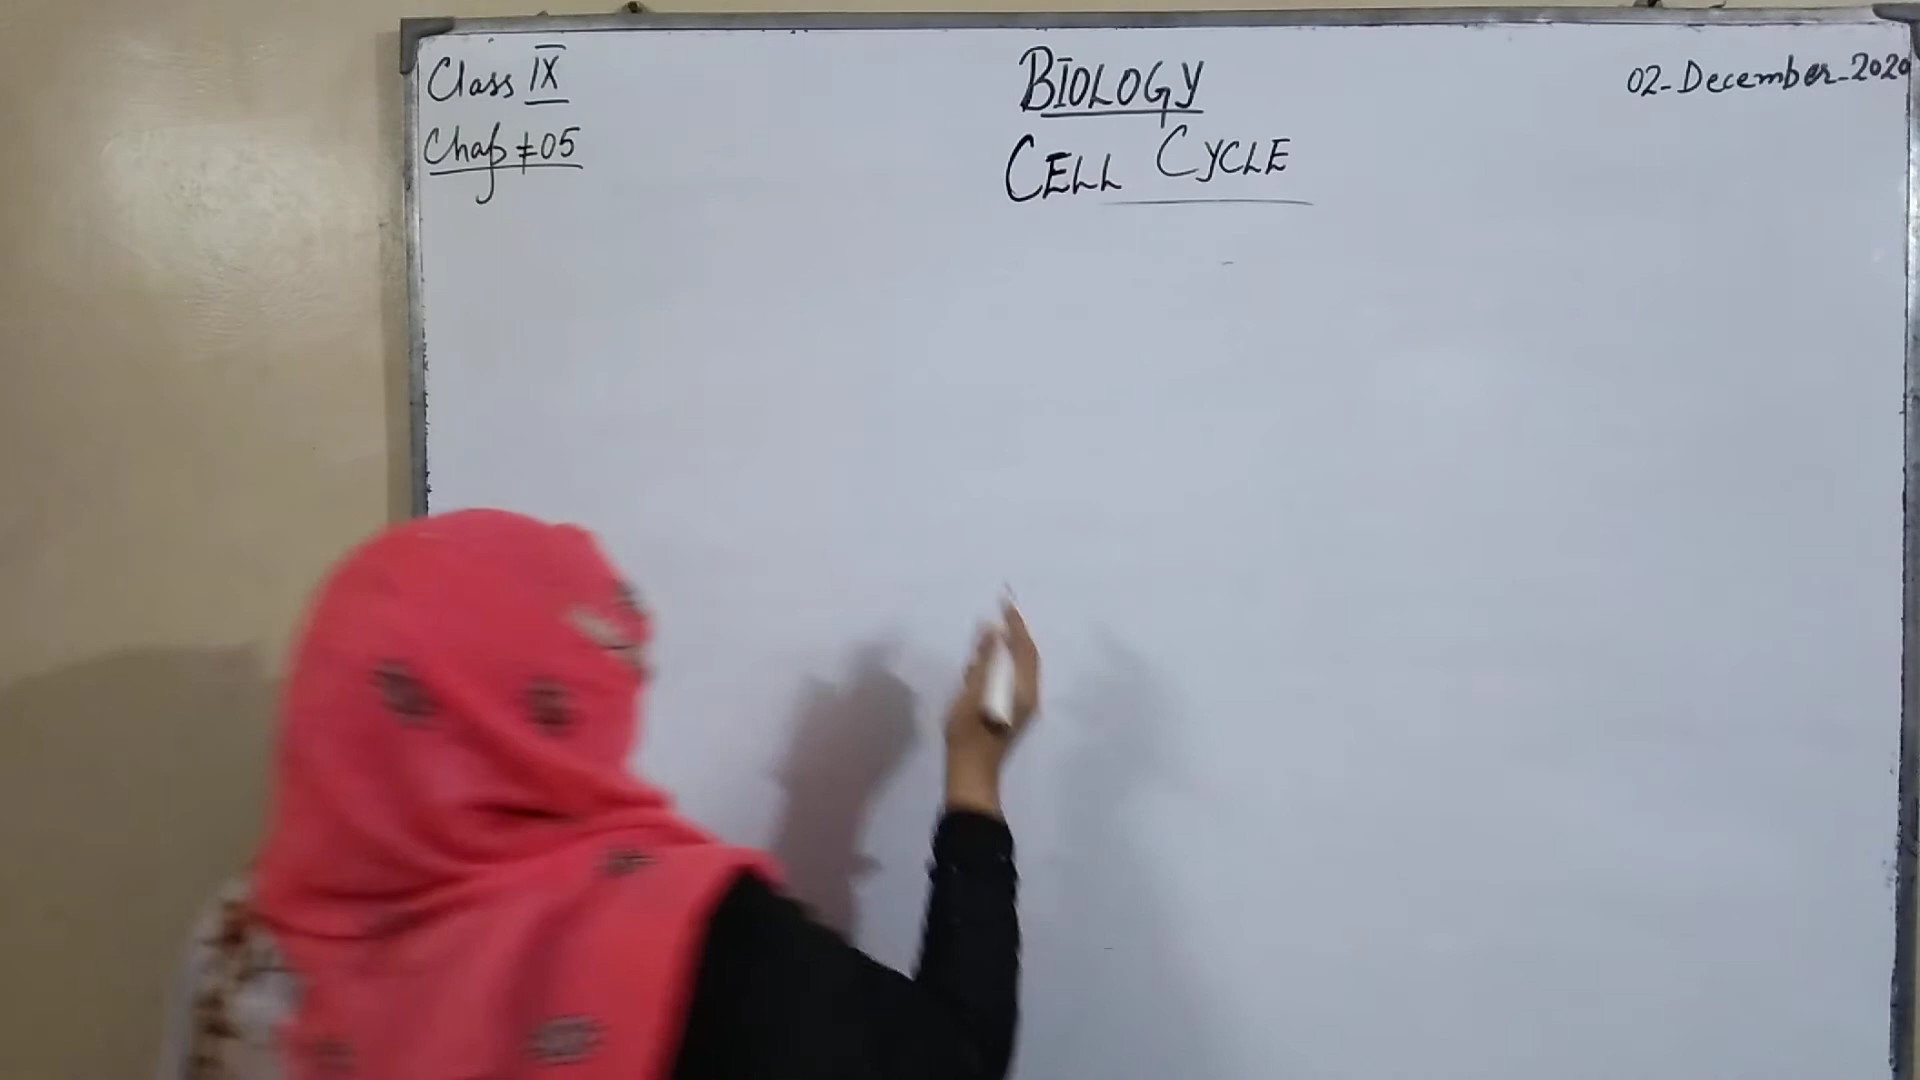 Class IX
Chap # 05
BIOLOGY
CELL CYCLE
02-December-2020